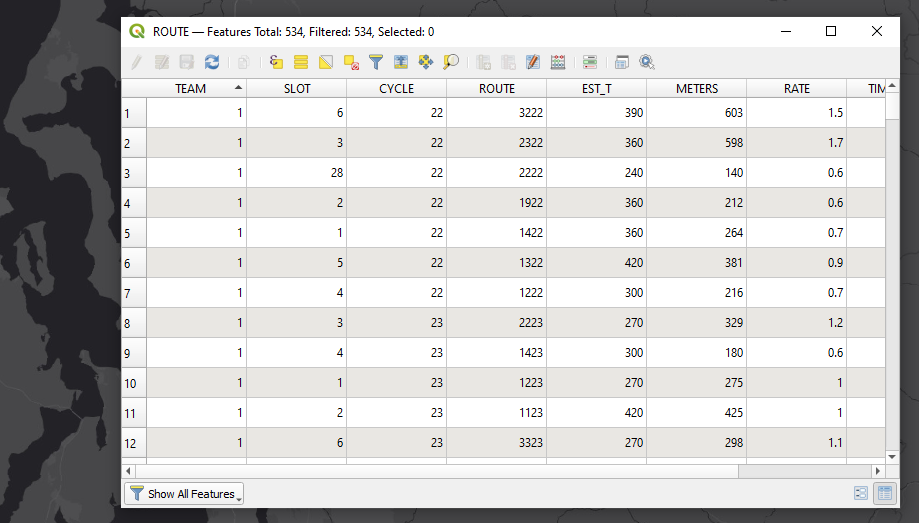 ROUTE — Features Total: 534, Filtered: 534, Selected: 0
TEAM SLOT CYCLE ROUTE EST_T METERS RATE TIM
1 1 6 22 3222 390 603 1.5
2 1 3 22 2322 360 598 1.7
3 1 28 22 2222 240 140 0.6
4 1 2 22 1922 360 212 0.6
5 1 1 22 1422 360 264 0.7
6 1 5 22 1322 420 381 0.9
7 1 4 22 1222 300 216 0.7
8 1 3 23 2223 270 329 1.2
9 1 4 23 1423 300 180 0.6
10 1 1 23 1223 270 275 1
11 1 2 23 1123 420 425 1
12 1 6 23 3323 270 298 1.1
Show All Features